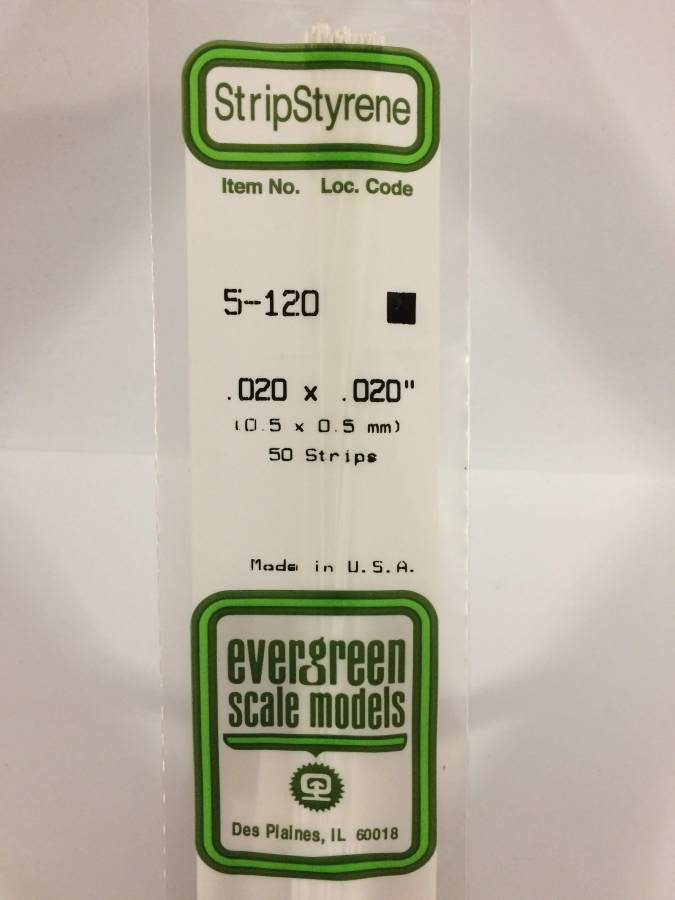 StripStyrene
Item No. Loc. Code
5-120
.020 x .020"
(0.5 x 0.5 mm)
50 Strips
Made in U.S.A.
evergreen
scale models
Des Plaines, IL 60018